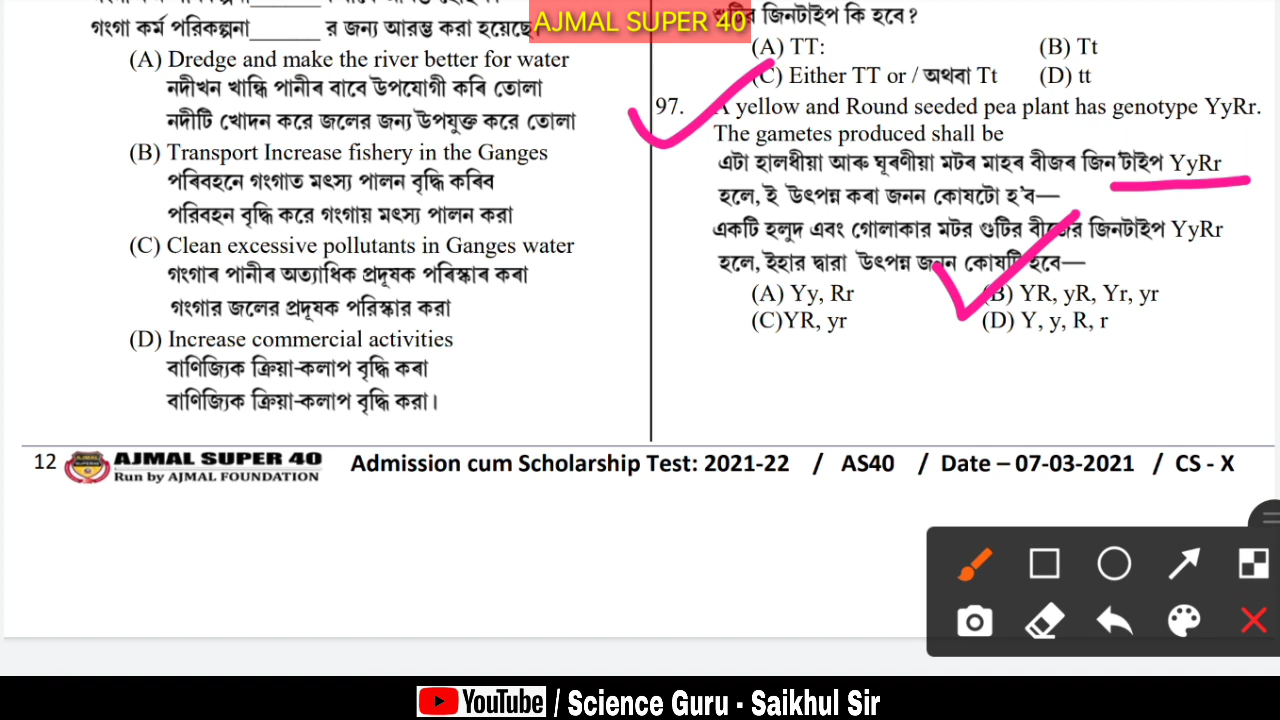 গংগা কৰ্ম পৰিকল্পনা
গংগা কর্ম পরিকল্পনা______ র জন্য আরম্ভ করা হয়েছে।
(A) Dredge and make the river better for water
নদীখন খান্ধি পানীৰ বাবে উপযোগী কৰি তোলা
নদীটি খোদন করে জলের জন্য উপযুক্ত করে তোলা
(B) Transport Increase fishery in the Ganges
পৰিবহনে গংগাত মৎস্য পালন বৃদ্ধি কৰিব
পরিবহন বৃদ্ধি করে গংগায় মৎস্য পালন করা
(C) Clean excessive pollutants in Ganges water
গংগাৰ পানীৰ অত্যাধিক প্ৰদূষক পৰিস্কাৰ কৰা
গংগার জলের প্রদূষক পরিস্কার করা
(D) Increase commercial activities
বাণিজ্যিক ক্ৰিয়া-কলাপ বৃদ্ধি কৰা
বাণিজ্যিক ক্রিয়া-কলাপ বৃদ্ধি করা।
AJMAL SUPER 40
শুটির জিনটাইপ কি হবে?
(A) TT: (B) Tt
(C) Either TT or / অথবা Tt (D) tt
97. A yellow and Round seeded pea plant has genotype YyRr.
The gametes produced shall be
এটা হালধীয়া আৰু ঘূৰণীয়া মটৰ মাহৰ বীজৰ জিন'টাইপ YyRr
হলে, ই উৎপন্ন কৰা জনন কোষটো হ'ব—
একটি হলুদ এবং গোলাকার মটর শুটির বীজের জিনটাইপ YyRr
হলে, ইহার দ্বারা উৎপন্ন জনন কোষটি হবে—
(A) Yy, Rr (B) YR, yR, Yr, yr
(C)YR, yr (D) Y, y, R, r
12 AJMAL SUPER 40 Admission cum Scholarship Test: 2021-22 / AS40 / Date – 07-03-2021 / CS - X
Run by AJMAL FOUNDATION
YouTube / Science Guru - Saikhul Sir